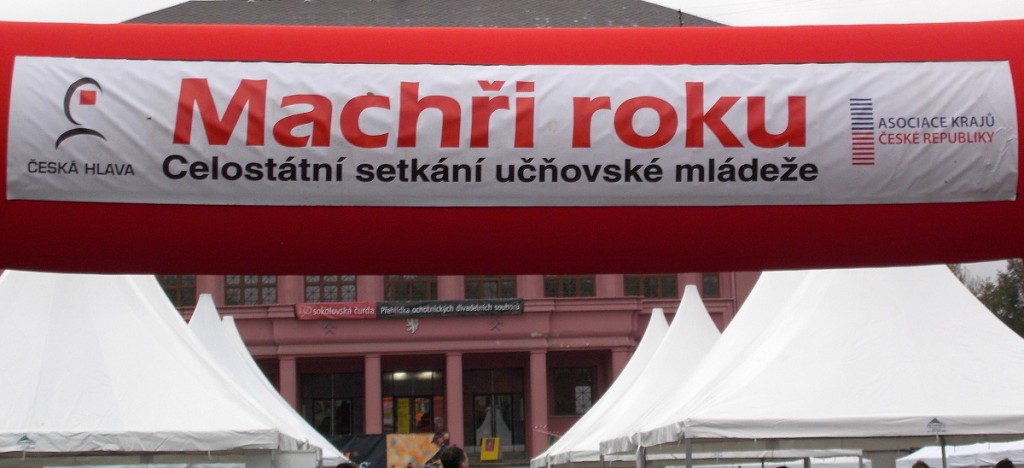 Machři roku
Celostátní setkání učňovské mládeže
ČESKÁ HLAVA
ASOCIACE KRAJŮ
ČESKÉ REPUBLIKY
sokolovská čurda Přehlídka ochotnických divadelních souborů